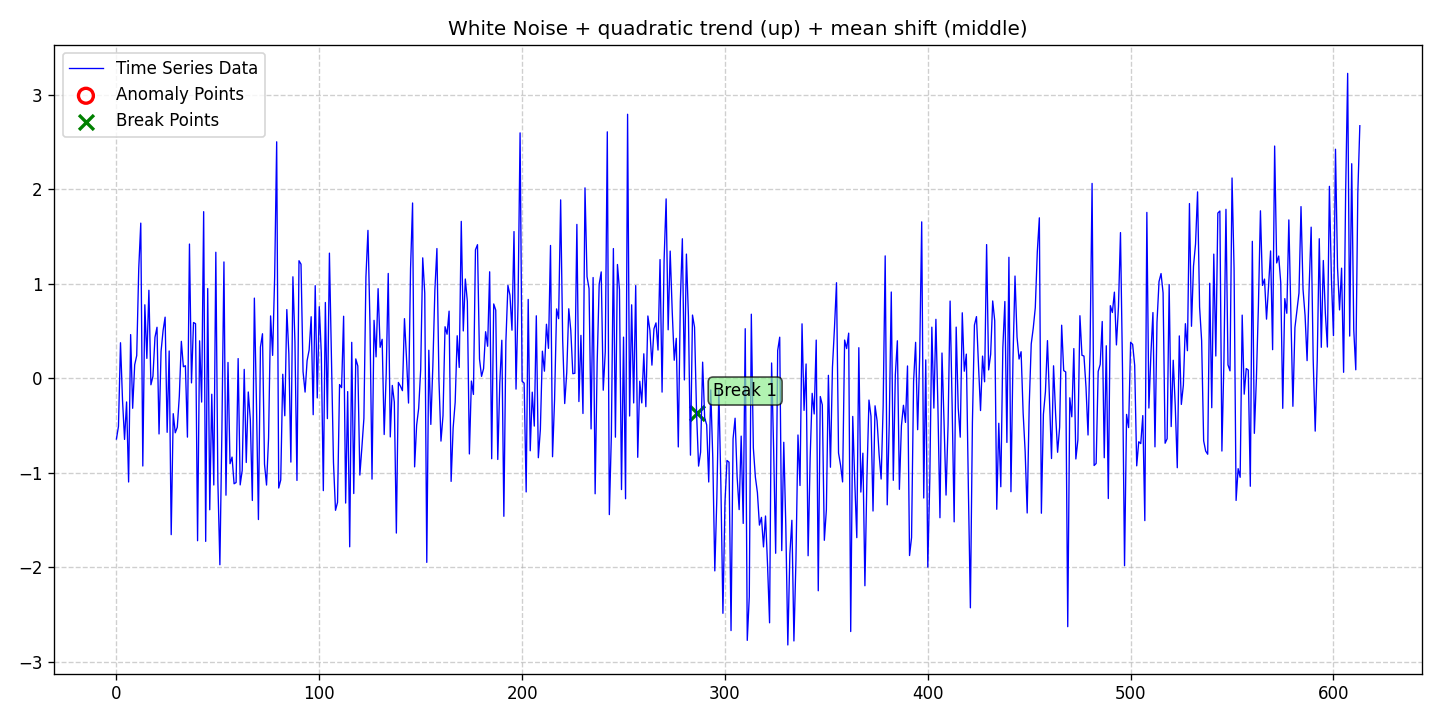 White Noise + quadratic trend (up) + mean shift (middle)
Time Series Data
Anomaly Points
Break Points
Break 1
3
2
1
0
−1
−2
−3
0 100 200 300 400 500 600